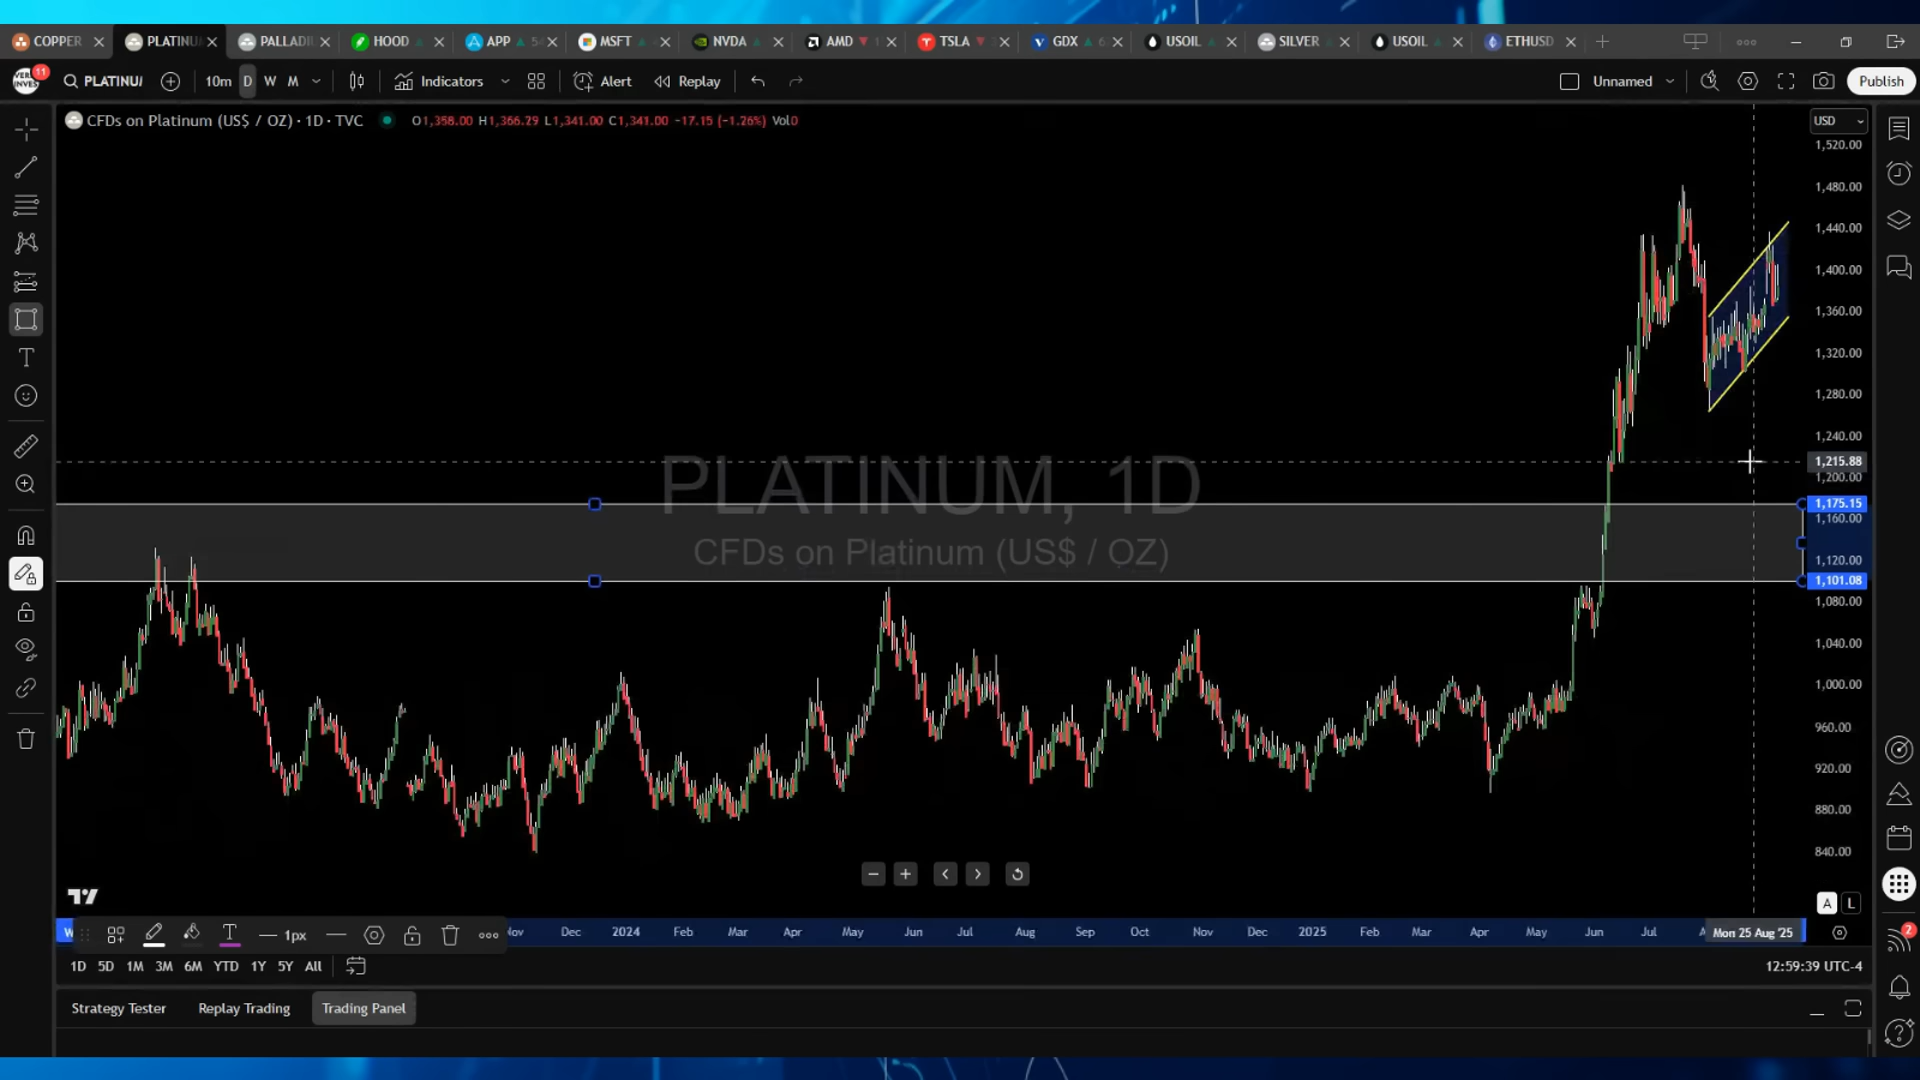 COPPER PLATINU PALLADI HOOD APP 5 MSFT NVDA AMD 1 TSLA GDX 6 USOIL SILVER USOIL ETHUSD
VER INVES 11 PLATINU 10m D W M Indicators Alert Replay Unnamed Publish
CFDs on Platinum (US$ / OZ) · 1D · TVC O1,358.00 H1,366.29 L1,341.00 C1,341.00 -17.15 (-1.26%) Vol0 USD
1,520.00
1,480.00
1,440.00
1,400.00
1,360.00
1,320.00
1,280.00
1,240.00
1,215.88
1,200.00
PLATINUM, 1D
1,175.15
1,160.00
CFDs on Platinum (US$ / OZ)
1,120.00
1,101.08
1,080.00
1,040.00
1,000.00
960.00
920.00
880.00
840.00
A L
W T 1px Nov Dec 2024 Feb Mar Apr May Jun Jul Aug Sep Oct Nov Dec 2025 Feb Mar Apr May Jun Jul A Mon 25 Aug '25
2
1D 5D 1M 3M 6M YTD 1Y 5Y All 12:59:39 UTC-4
Strategy Tester Replay Trading Trading Panel